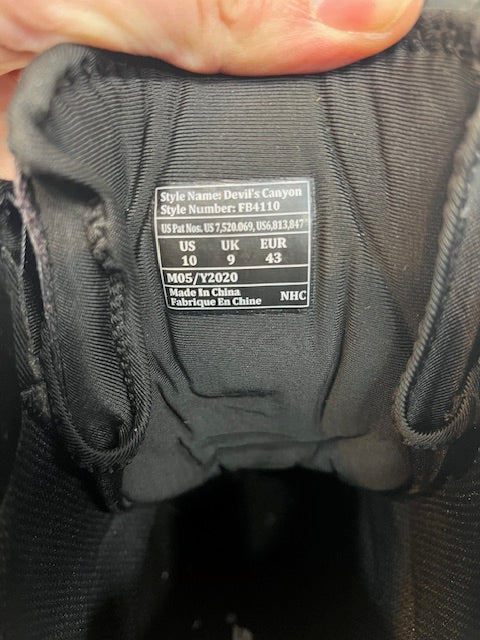 Style Name: Devil's Canyon
Style Number: FB4110
US Pat Nos. US 7,520.069, US6,813,847
US UK EUR
10 9 43
M05/Y2020
Made In China
Fabrique En Chine NHC